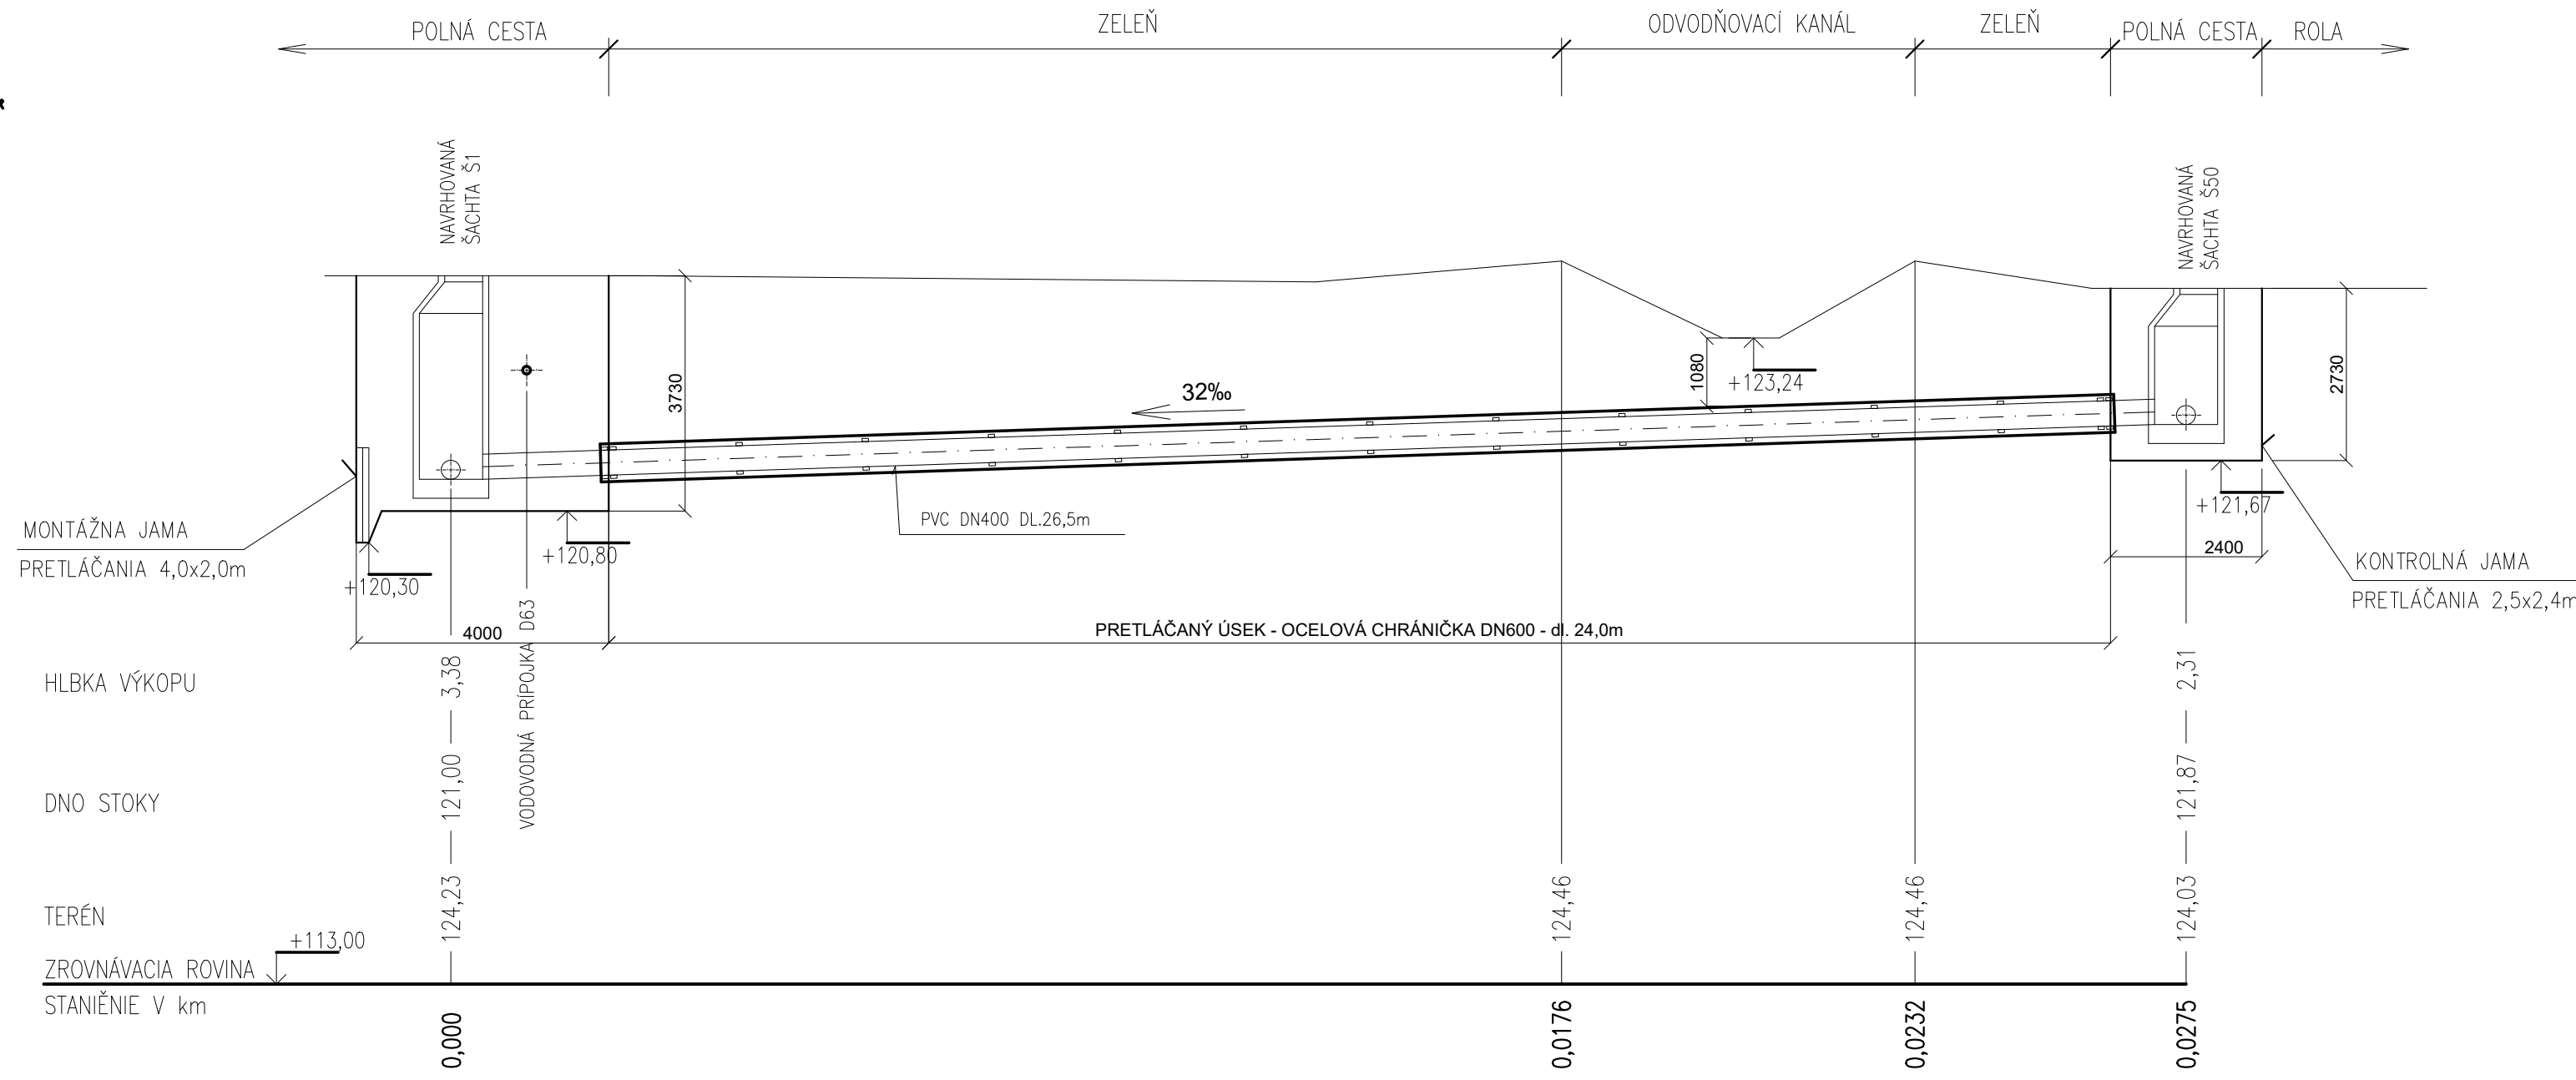 POLNÁ CESTA
ZELEŇ
ODVODŇOVACÍ KANÁL
ZELEŇ
POLNÁ CESTA
ROLA
NAVRHOVANÁ
ŠACHTA Š1
NAVRHOVANÁ
ŠACHTA Š50
3730
32‰
1080
+123,24
2730
MONTÁŽNA JAMA
PRETLÁČANIA 4,0x2,0m
+120,30
+120,80
PVC DN400 DL.26,5m
+121,67
2400
KONTROLNÁ JAMA
PRETLÁČANIA 2,5x2,4m
4000
VODOVODNÁ PRÍPOJKA D63
PRETLÁČANÝ ÚSEK - OCELOVÁ CHRÁNIČKA DN600 - dl. 24,0m
HLBKA VÝKOPU
3,38
2,31
DNO STOKY
121,00
121,87
TERÉN
124,23
124,46
124,46
124,03
+113,00
ZROVNÁVACIA ROVINA
STANIĚNIE V km
0,000
0,0176
0,0232
0,0275